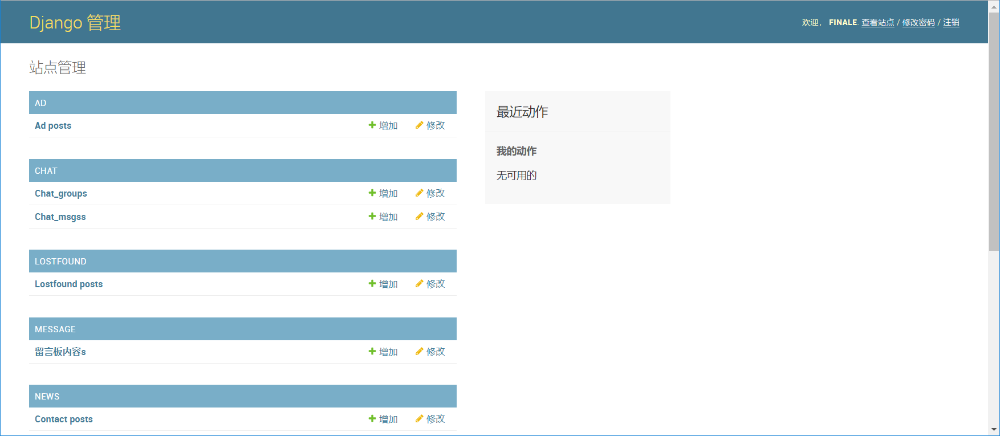 Django 管理
欢迎， FINALE. 查看站点 / 修改密码 / 注销
站点管理
AD
Ad posts 增加 修改
CHAT
Chat_groups 增加 修改
Chat_msgss 增加 修改
LOSTFOUND
Lostfound posts 增加 修改
MESSAGE
留言板内容s 增加 修改
NEWS
Contact posts 增加 修改
最近动作
我的动作
无可用的